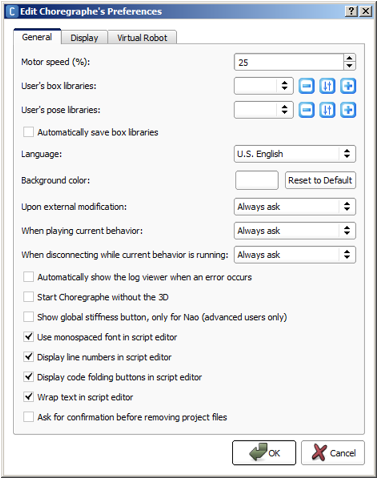 Edit Choregraphe's Preferences
General Display Virtual Robot
Motor speed (%): 25
User's box libraries:
User's pose libraries:
Automatically save box libraries
Language: U.S. English
Background color: Reset to Default
Upon external modification: Always ask
When playing current behavior: Always ask
When disconnecting while current behavior is running: Always ask
Automatically show the log viewer when an error occurs
Start Choregraphe without the 3D
Show global stiffness button, only for Nao (advanced users only)
Use monospaced font in script editor
Display line numbers in script editor
Display code folding buttons in script editor
Wrap text in script editor
Ask for confirmation before removing project files
OK Cancel